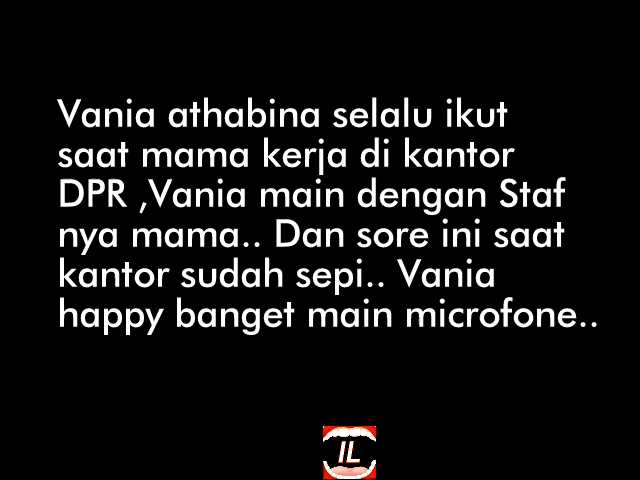 Vania athabina selalu ikut
saat mama kerja di kantor
DPR ,Vania main dengan Staf
nya mama.. Dan sore ini saat
kantor sudah sepi.. Vania
happy banget main microfone..
IL